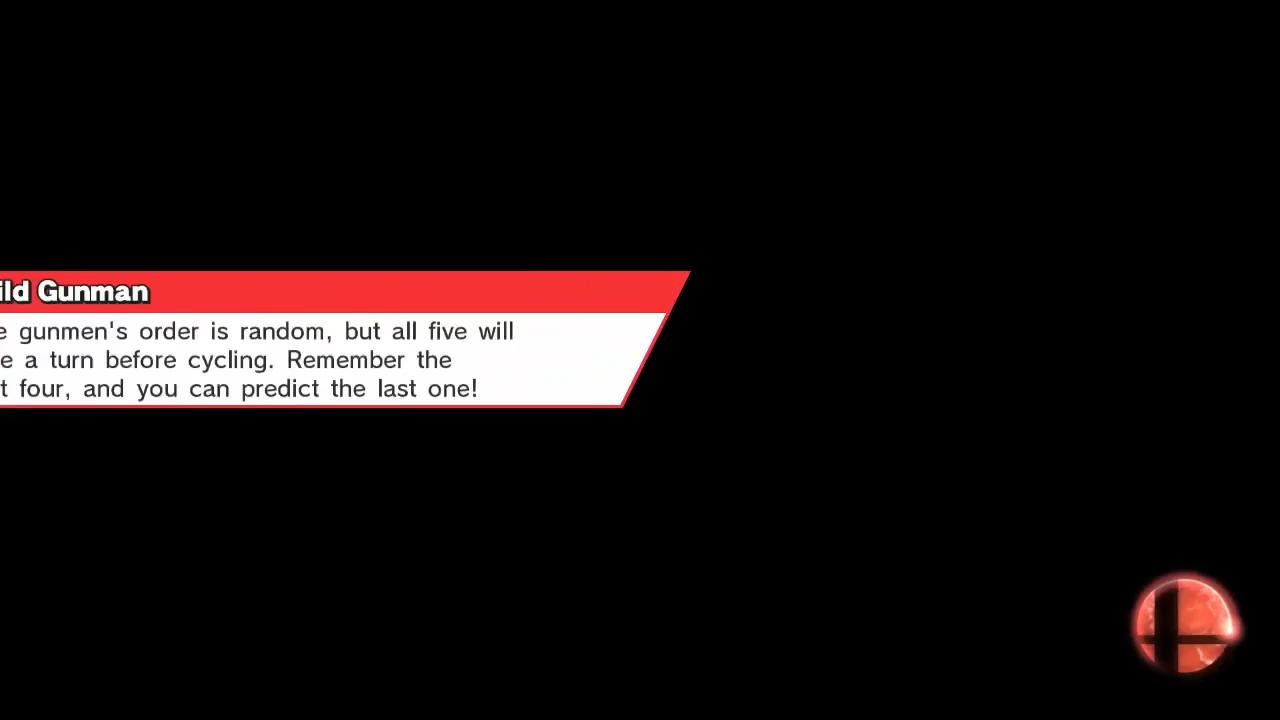 ild Gunman
e gunmen's order is random, but all five will
e a turn before cycling. Remember the
t four, and you can predict the last one!